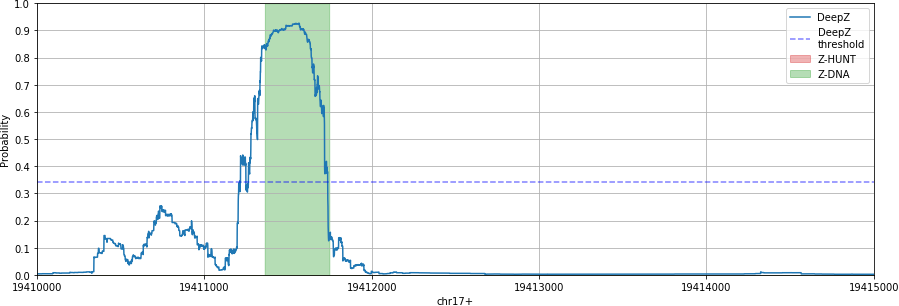 1.0
0.9
0.8
0.7
0.6
0.5
0.4
0.3
0.2
0.1
0.0
Probability
19410000 19411000 19412000 19413000 19414000 19415000
chr17+
DeepZ
DeepZ
threshold
Z-HUNT
Z-DNA